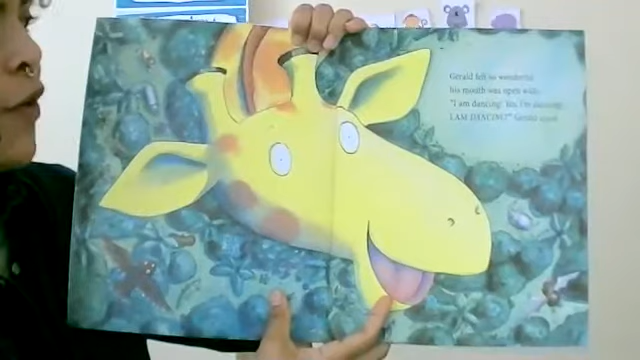 Gerald felt so wonderful
his mouth was open wide.
"I am dancing! Yes, I'm dancing!
I AM DANCING!" Gerald cried.